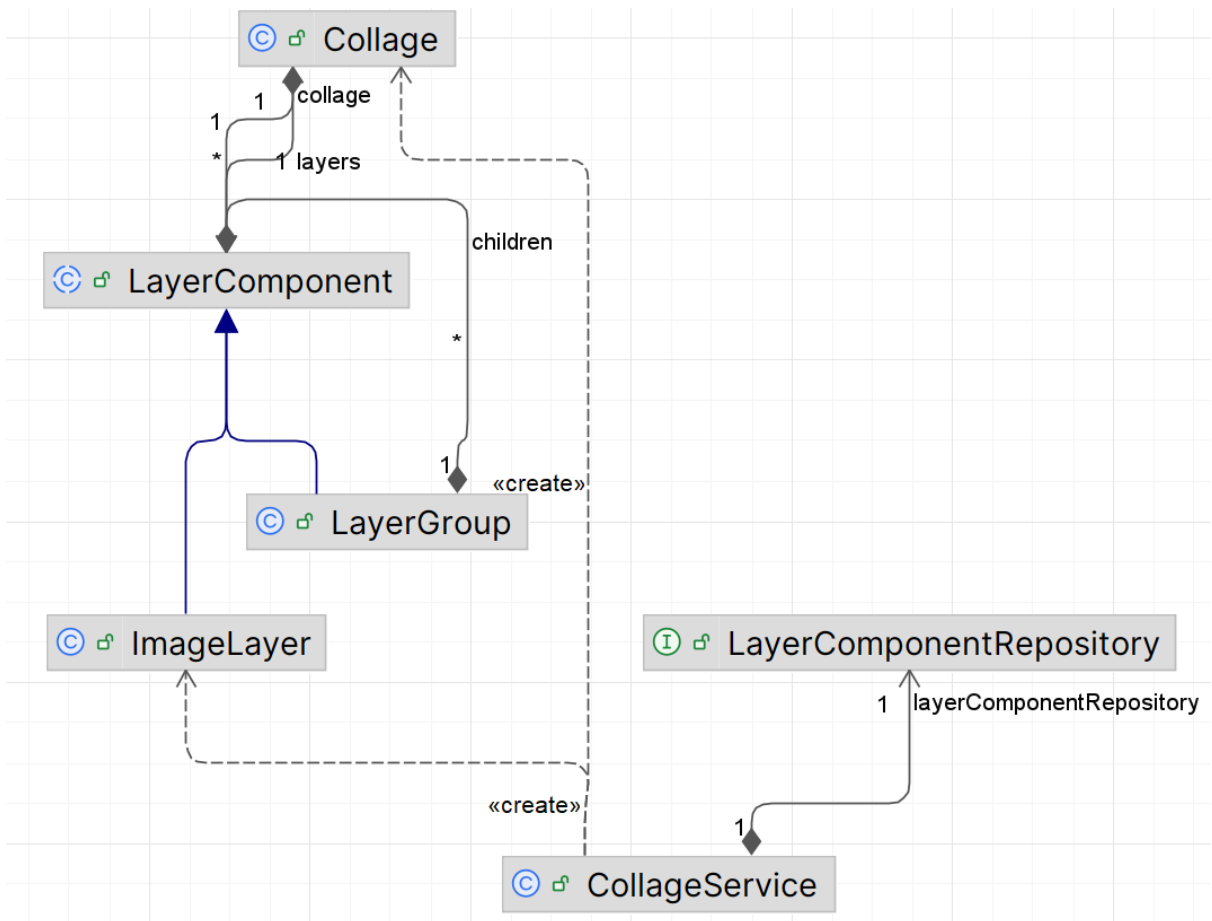 C Collage
1 collage
1
*
1 layers
children
C LayerComponent
*
1
«create»
C LayerGroup
C ImageLayer
I LayerComponentRepository
1 layerComponentRepository
«create»
1
C CollageService